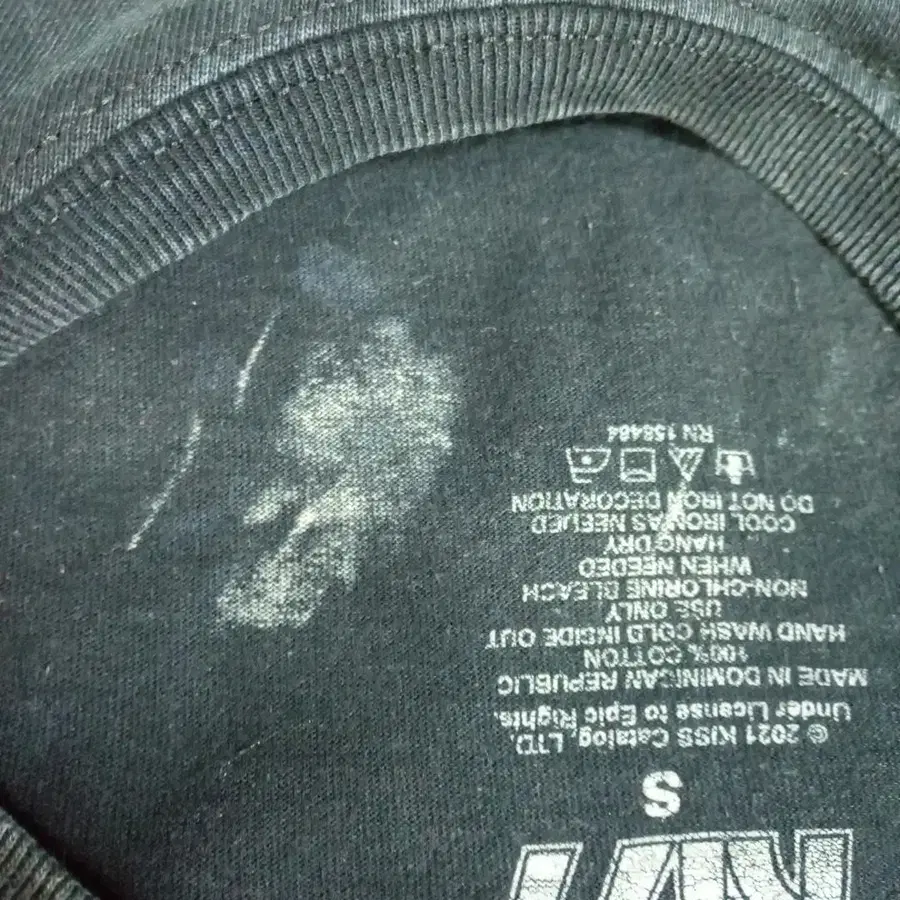 S
© 2021 KISS Catalog, LTD.
Under License to Epic Rights.
MADE IN DOMINICAN REPUBLIC
100% COTTON
HAND WASH COLD INSIDE OUT
USE ONLY
NON-CHLORINE BLEACH
WHEN NEEDED
HANG DRY
COOL IRON AS NEEDED
DO NOT IRON DECORATION
RN 158484